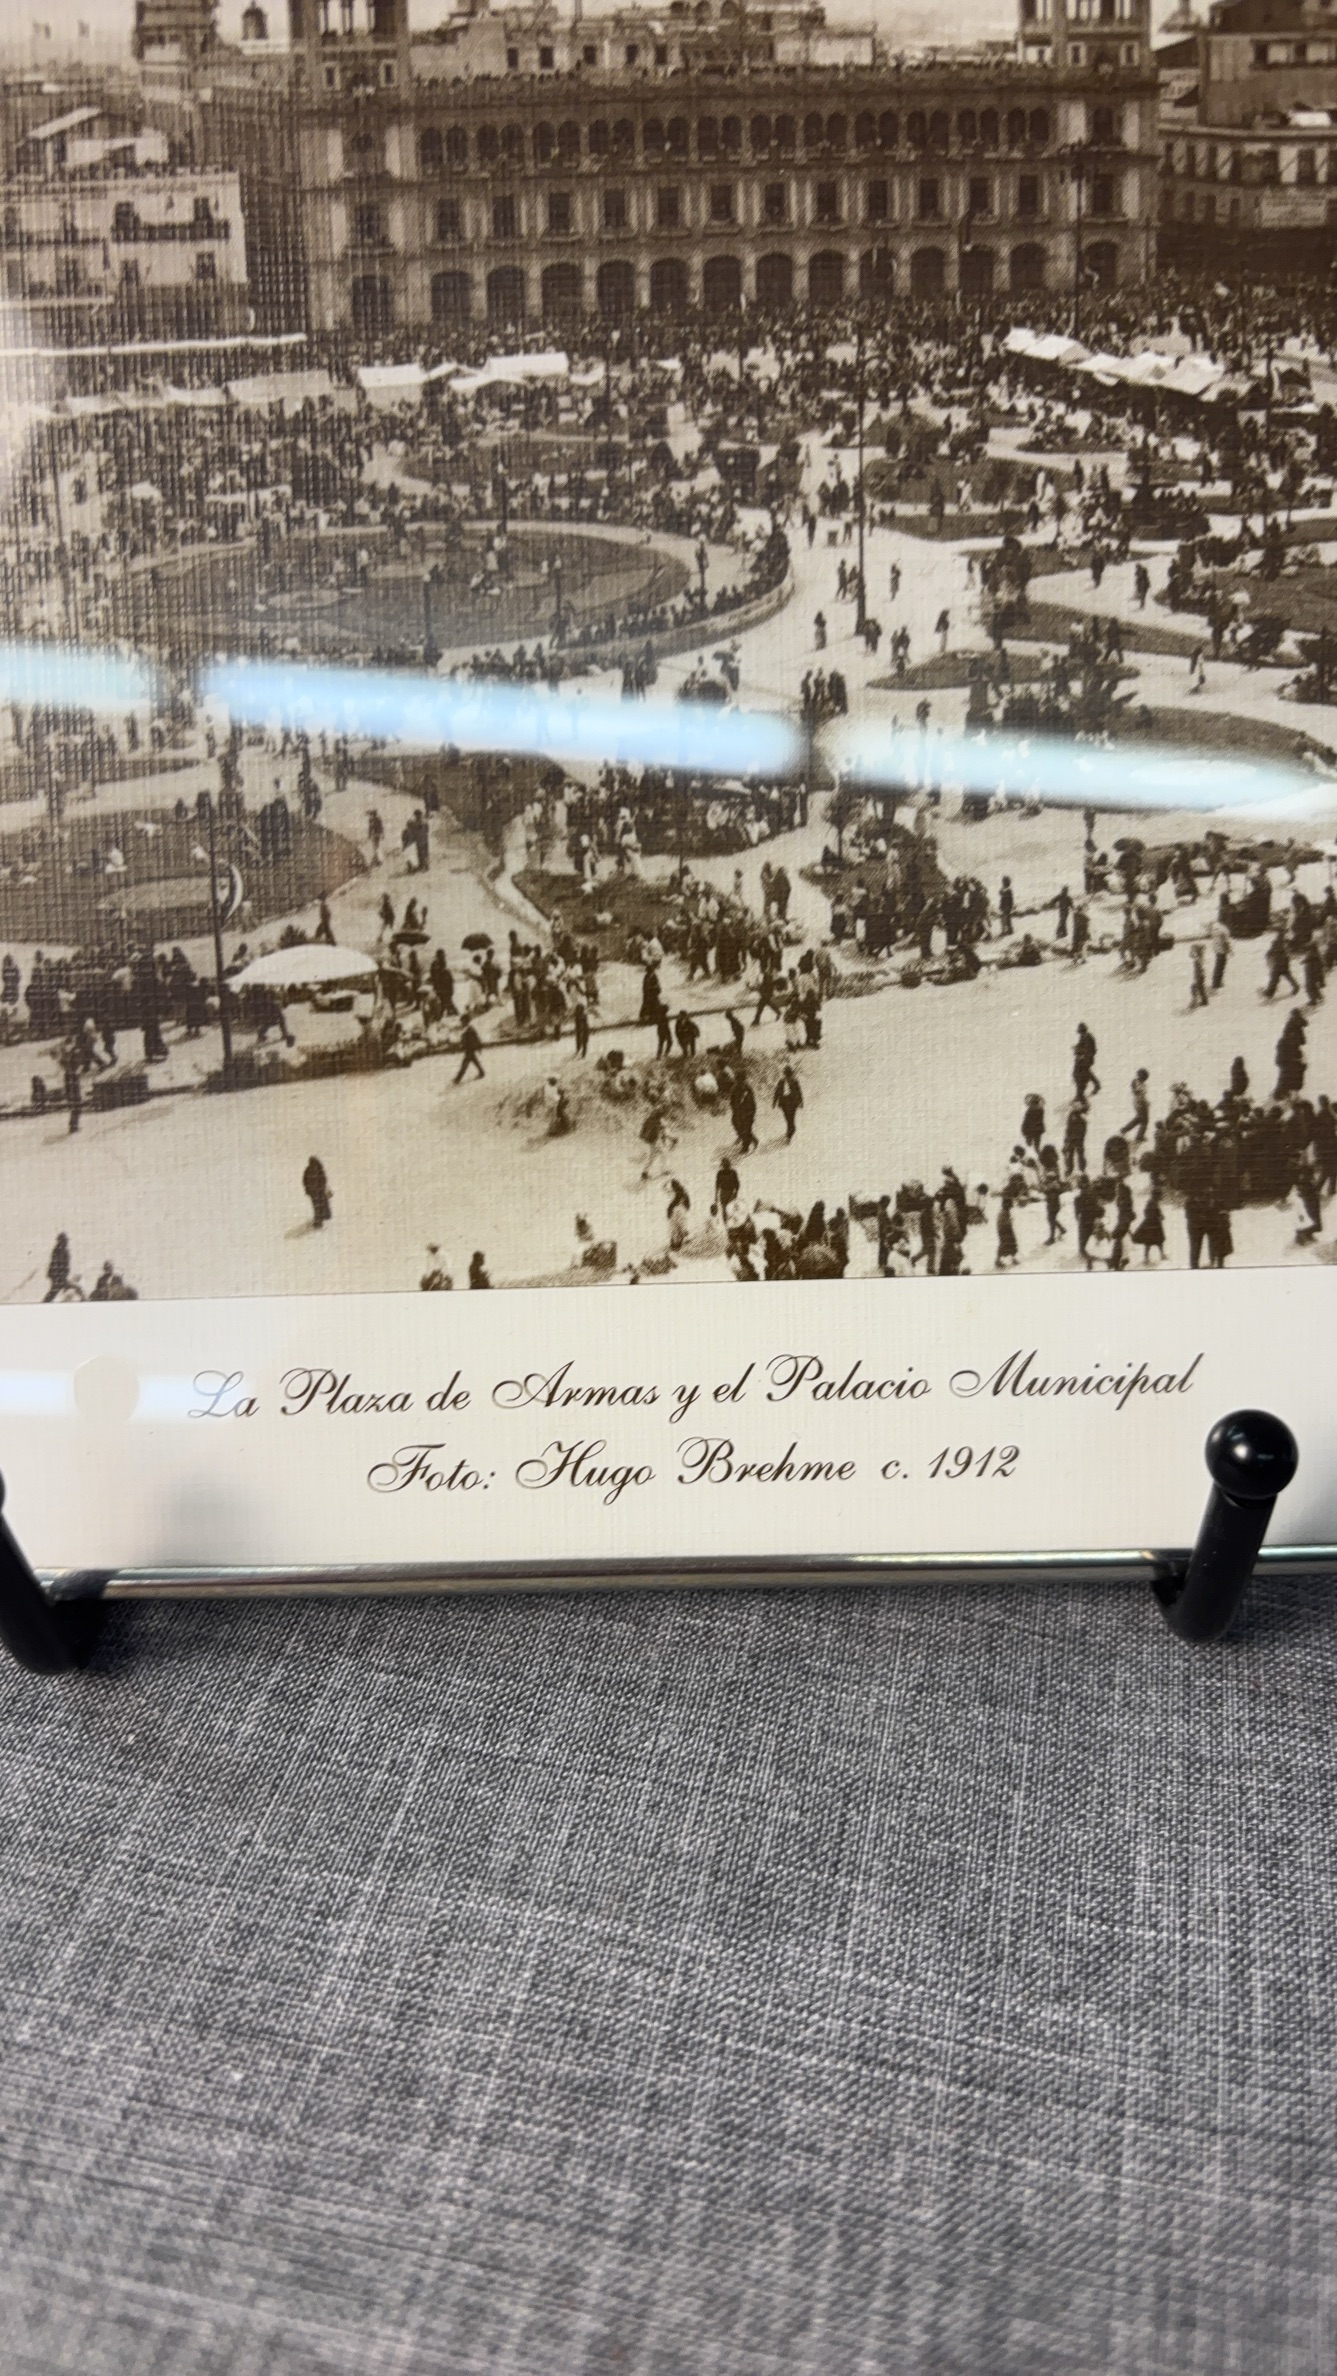 La Plaza de Armas y el Palacio Municipal
Foto: Hugo Brehme c. 1912